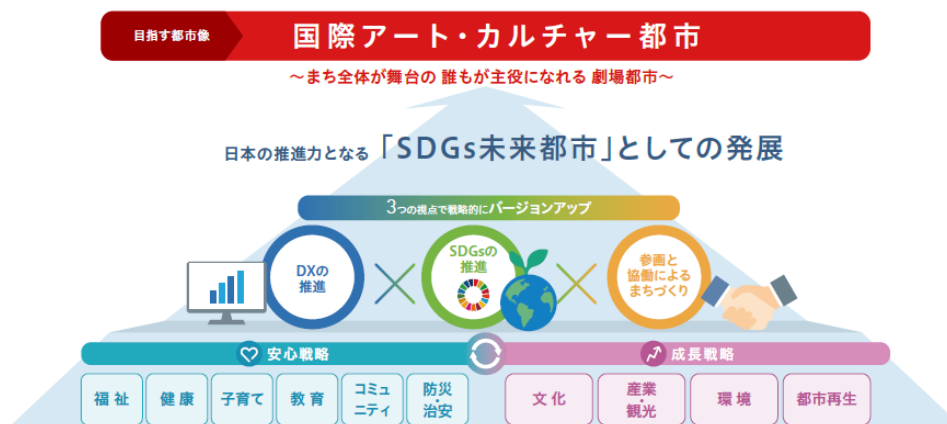 目指す都市像
国際アート・カルチャー都市
～まち全体が舞台の 誰もが主役になれる 劇場都市～
日本の推進力となる「SDGs未来都市」としての発展
3つの視点で戦略的にバージョンアップ
DXの
推進
SDGsの
推進
参画と
協働による
まちづくり
安心戦略
成長戦略
福祉
健康
子育て
教育
コミュ
ニティ
防災・
治安
文化
産業・
観光
環境
都市再生